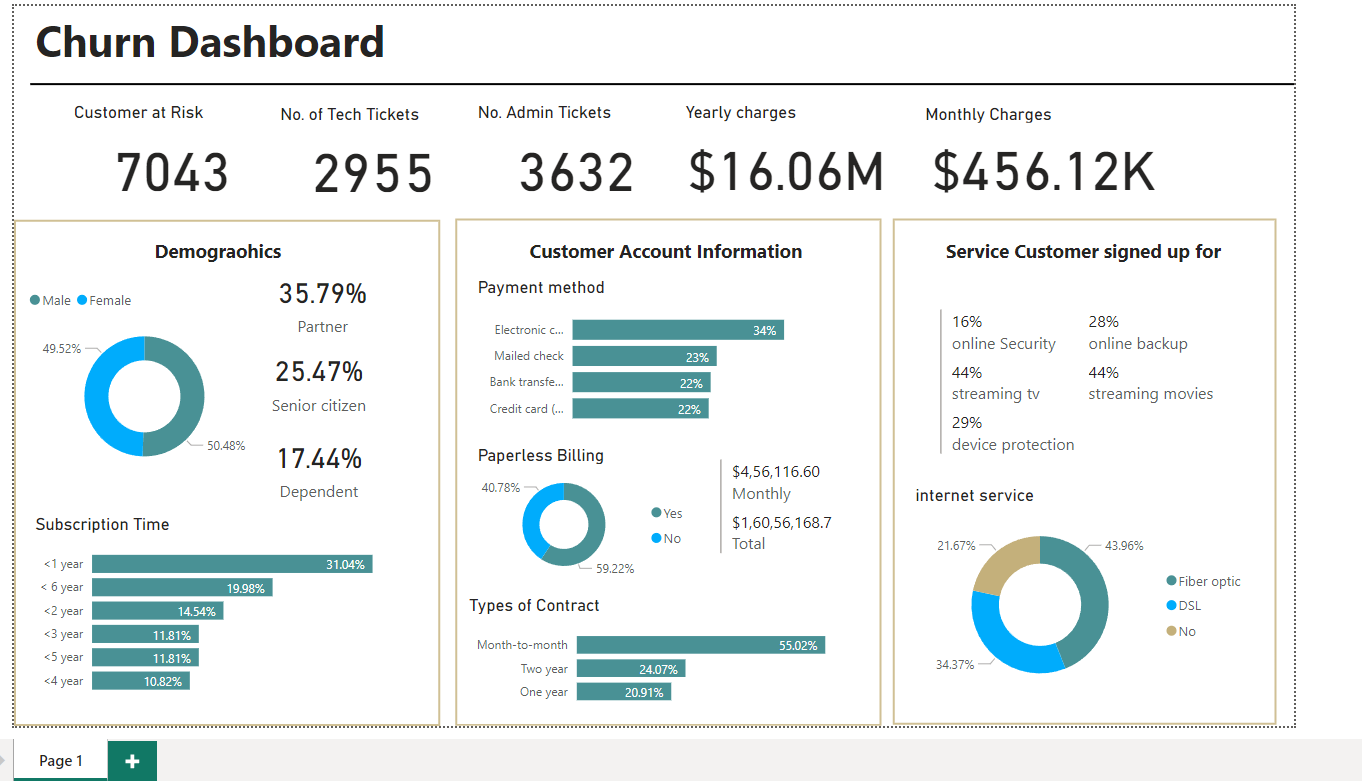 Churn Dashboard
Customer at Risk
7043
No. of Tech Tickets
2955
No. Admin Tickets
3632
Yearly charges
$16.06M
Monthly Charges
$456.12K
Demograohics
Male Female
49.52%
50.48%
35.79%
Partner
25.47%
Senior citizen
17.44%
Dependent
Subscription Time
<1 year 31.04%
< 6 year 19.98%
<2 year 14.54%
<3 year 11.81%
<5 year 11.81%
<4 year 10.82%
Customer Account Information
Payment method
Electronic c... 34%
Mailed check 23%
Bank transfe... 22%
Credit card (... 22%
Paperless Billing
40.78%
59.22%
Yes
No
$4,56,116.60
Monthly
$1,60,56,168.7
Total
Types of Contract
Month-to-month 55.02%
Two year 24.07%
One year 20.91%
Service Customer signed up for
16%
online Security
28%
online backup
44%
streaming tv
44%
streaming movies
29%
device protection
internet service
21.67%
43.96%
34.37%
Fiber optic
DSL
No
Page 1